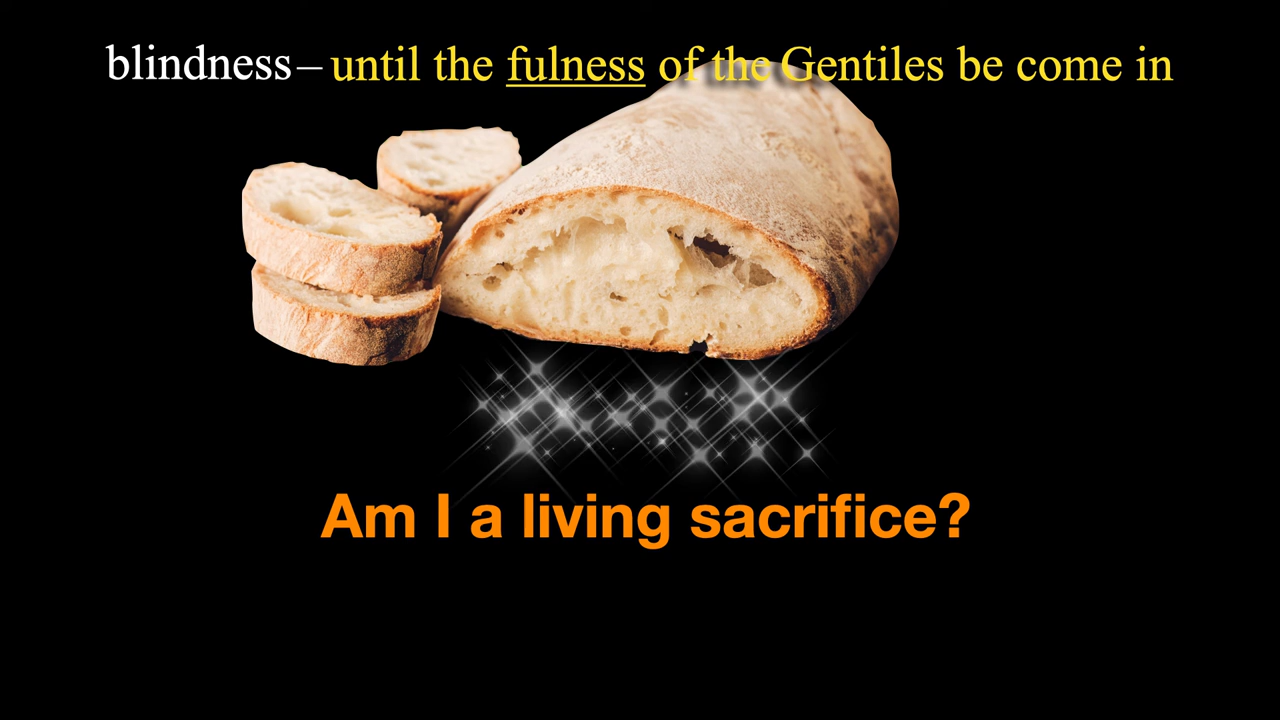 blindness – until the fulness of the Gentiles be come in
Am I a living sacrifice?